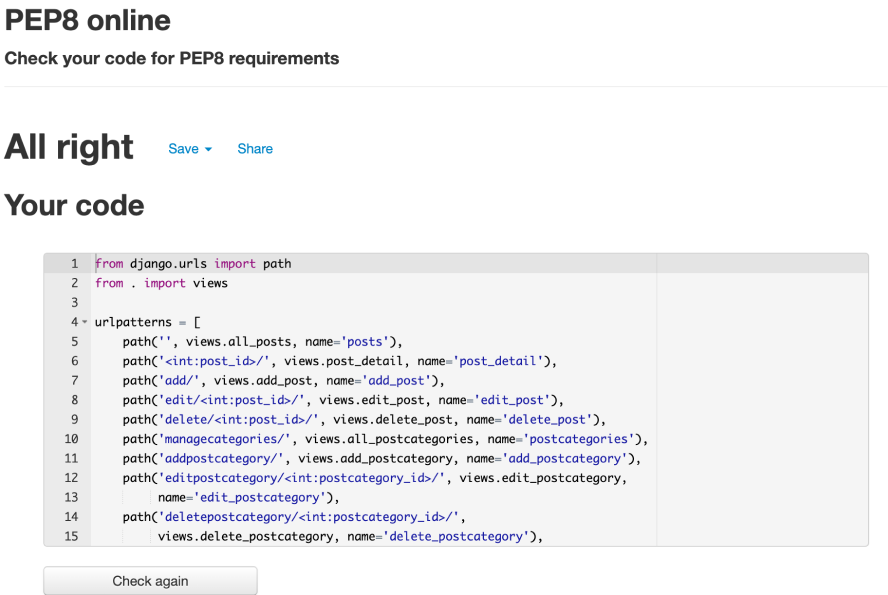 PEP8 online
Check your code for PEP8 requirements
All right Save Share
Your code
1 from django.urls import path
2 from . import views
3
4 urlpatterns = [
5 path('', views.all_posts, name='posts'),
6 path('<int:post_id>/', views.post_detail, name='post_detail'),
7 path('add/', views.add_post, name='add_post'),
8 path('edit/<int:post_id>/', views.edit_post, name='edit_post'),
9 path('delete/<int:post_id>/', views.delete_post, name='delete_post'),
10 path('managecategories/', views.all_postcategories, name='postcategories'),
11 path('addpostcategory/', views.add_postcategory, name='add_postcategory'),
12 path('editpostcategory/<int:postcategory_id>/', views.edit_postcategory,
13 name='edit_postcategory'),
14 path('deletepostcategory/<int:postcategory_id>/',
15 views.delete_postcategory, name='delete_postcategory'),
Check again